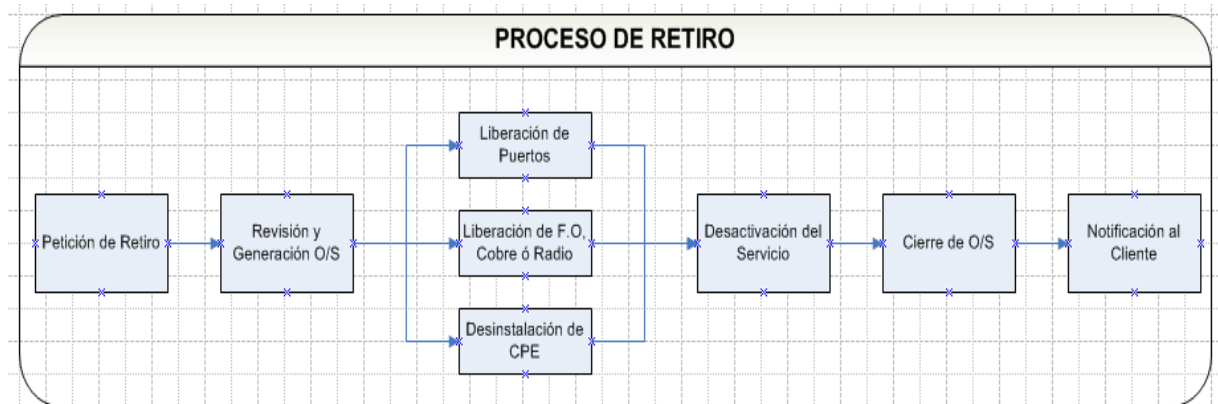 PROCESO DE RETIRO
Petición de Retiro
Revisión y
Generación O/S
Liberación de
Puertos
Liberación de F.O,
Cobre ó Radio
Desinstalación de
CPE
Desactivación del
Servicio
Cierre de O/S
Notificación al
Cliente